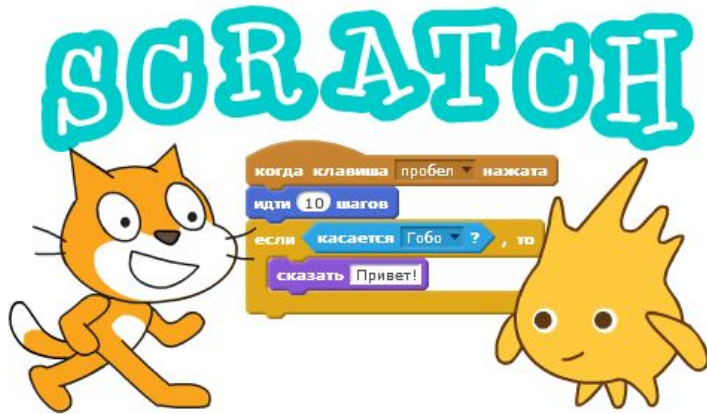 SCRATCH
когда клавиша пробел нажата
идти 10 шагов
если касается Гобо ? , то
сказать Привет!